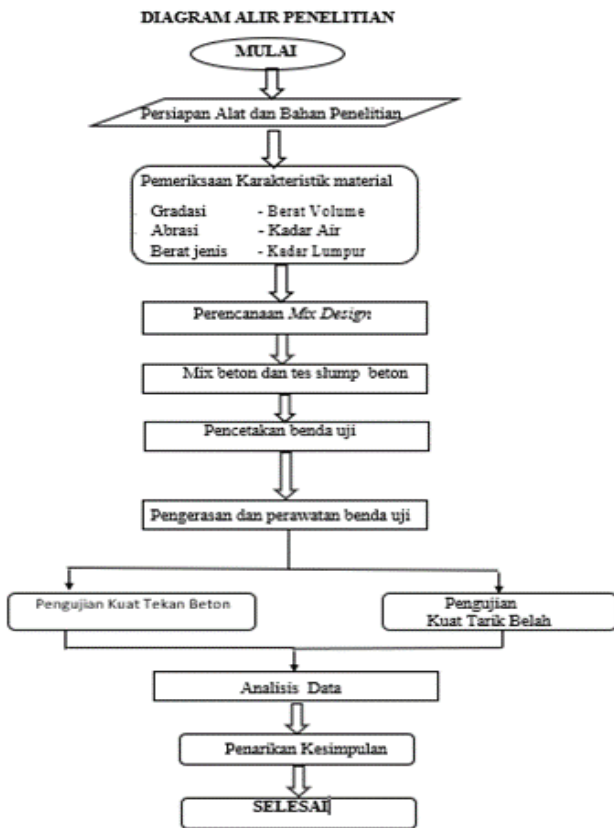 DIAGRAM ALIR PENELITIAN
MULAI
Persiapan Alat dan Bahan Penelitian
Pemeriksaan Karakteristik material
Gradasi - Berat Volume
Abrasi - Kadar Air
Berat jenis - Kadar Lumpur
Perencanaan Mix Design
Mix beton dan tes slump beton
Pencetakan benda uji
Pengerasan dan perawatan benda uji
Pengujian Kuat Tekan Beton
Pengujian
Kuat Tarik Belah
Analisis Data
Penarikan Kesimpulan
SELESAI